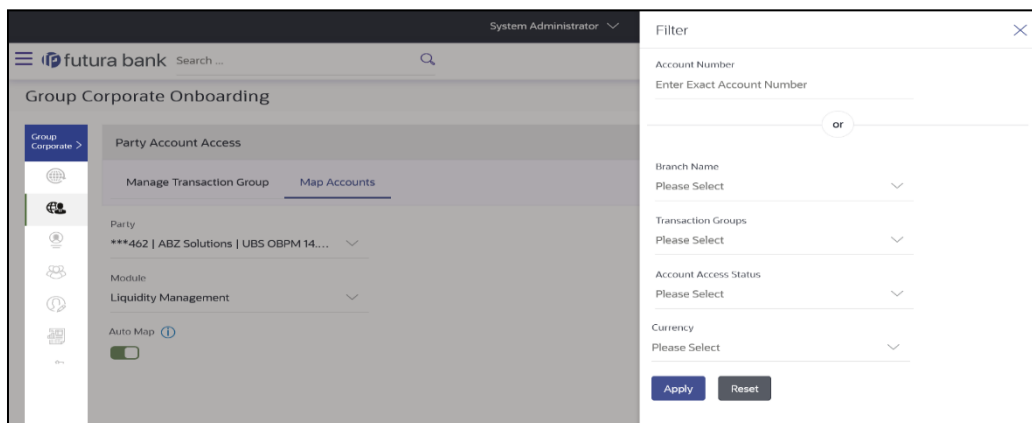 System Administrator
futura bank Search ...
Group Corporate Onboarding
Group
Corporate >
Party Account Access
Manage Transaction Group Map Accounts
Party
***462 | ABZ Solutions | UBS OBPM 14....
Module
Liquidity Management
Auto Map
Filter
Account Number
Enter Exact Account Number
or
Branch Name
Please Select
Transaction Groups
Please Select
Account Access Status
Please Select
Currency
Please Select
Apply Reset